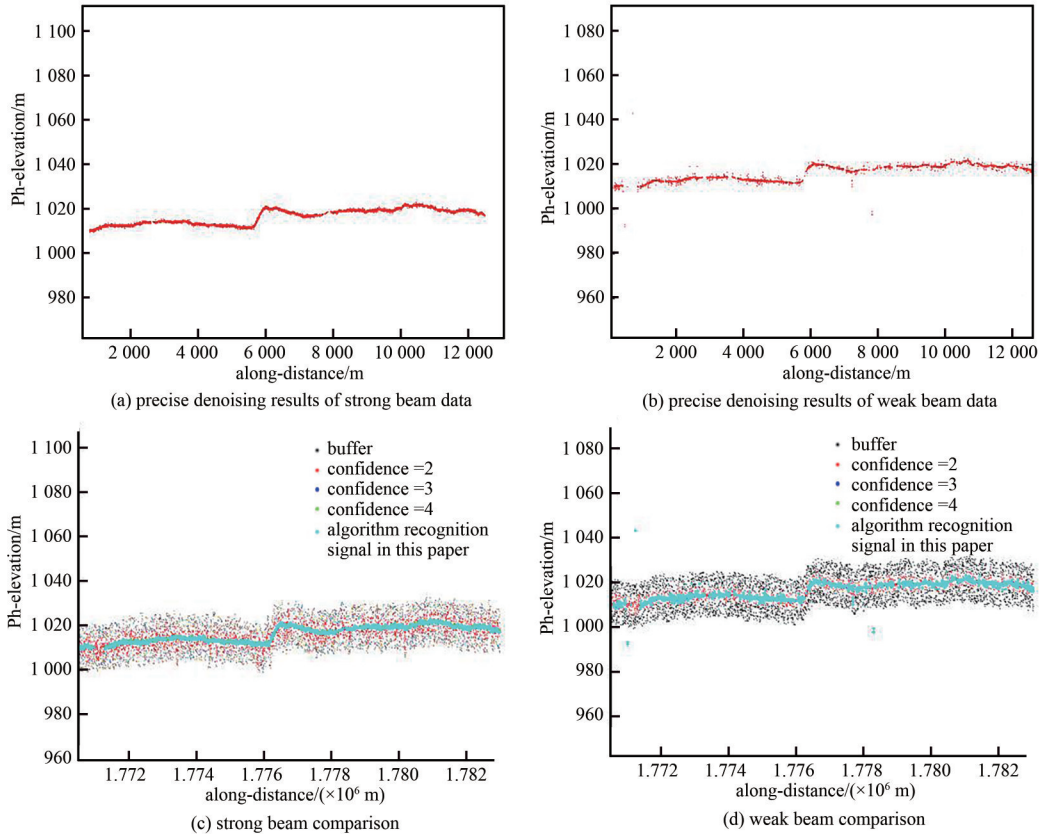 1 100
1 080
1 060
1 040
1 020
1 000
980
Ph-elevation/m
2 000 4 000 6 000 8 000 10 000 12 000
along-distance/m
(a) precise denoising results of strong beam data
1 080
1 060
1 040
1 020
1 000
980
960
Ph-elevation/m
2 000 4 000 6 000 8 000 10 000 12 000
along-distance/m
(b) precise denoising results of weak beam data
1 100
1 080
1 060
1 040
1 020
1 000
980
960
Ph-elevation/m
buffer
confidence =2
confidence =3
confidence =4
algorithm recognition
signal in this paper
1.772 1.774 1.776 1.778 1.780 1.782
along-distance/(×10⁶ m)
(c) strong beam comparison
1 080
1 060
1 040
1 020
1 000
980
960
Ph-elevation/m
buffer
confidence =2
confidence =3
confidence =4
algorithm recognition
signal in this paper
1.772 1.774 1.776 1.778 1.780 1.782
along-distance/(×10⁶ m)
(d) weak beam comparison